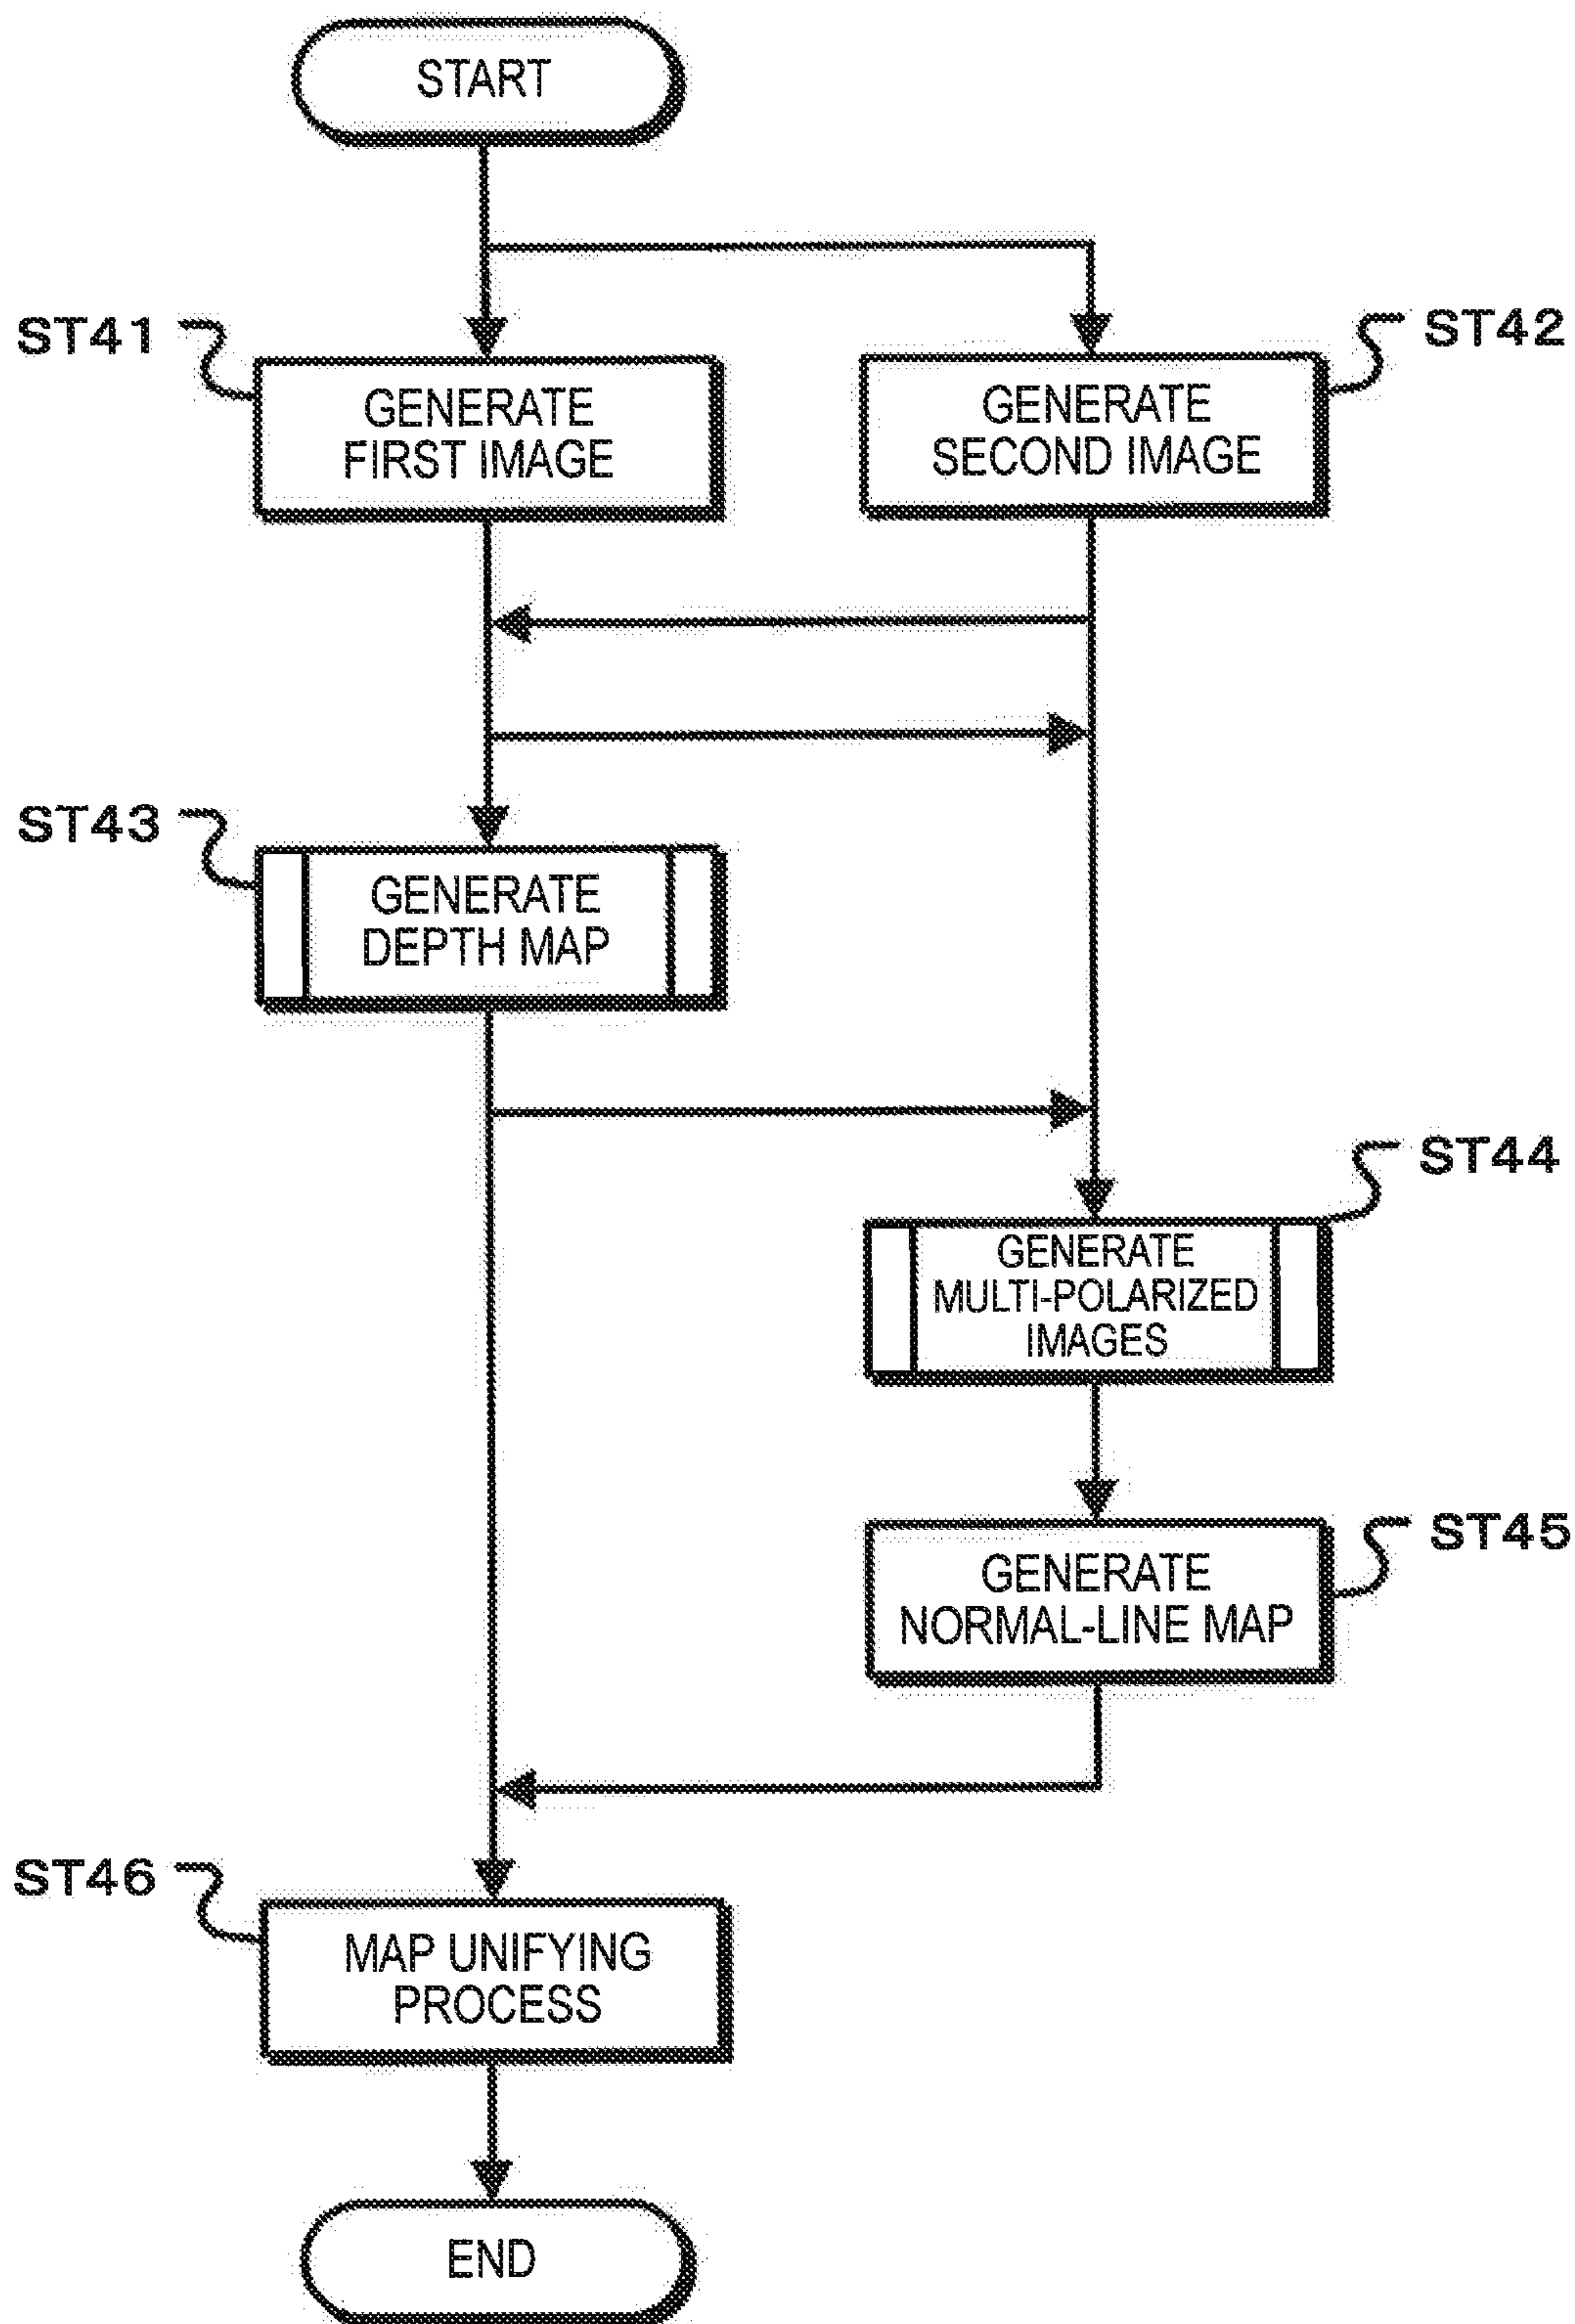 START
ST41
GENERATE
FIRST IMAGE
ST42
GENERATE
SECOND IMAGE
ST43
GENERATE
DEPTH MAP
ST44
GENERATE
MULTI-POLARIZED
IMAGES
ST45
GENERATE
NORMAL-LINE MAP
ST46
MAP UNIFYING
PROCESS
END